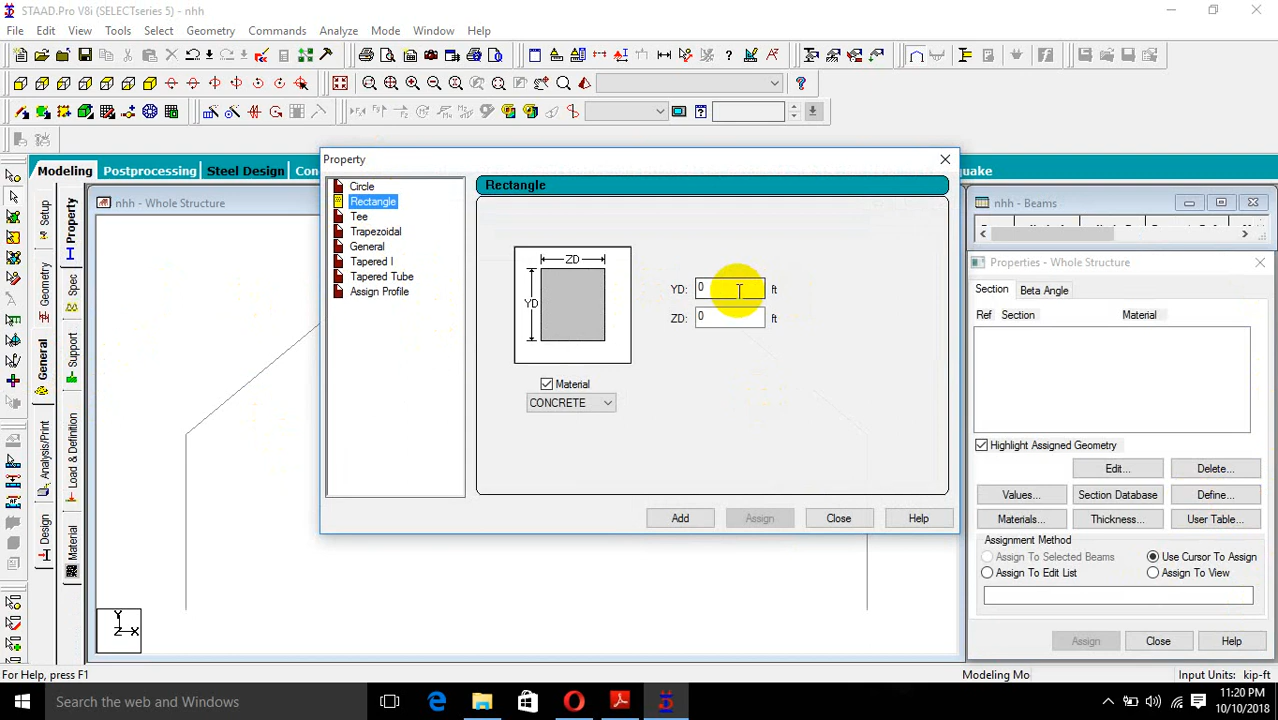 STAAD.Pro V8i (SELECTseries 5) - nhh
File Edit View Tools Select Geometry Commands Analyze Mode Window Help
Modeling Postprocessing Steel Design Con quake
Setup Geometry General Analysis/Print Design
Property Spec Support Load & Definition Material
nhh - Whole Structure
Y
Z X
Property
Circle
Rectangle
Tee
Trapezoidal
General
Tapered I
Tapered Tube
Assign Profile
Rectangle
ZD
YD
YD: 0 ft
ZD: 0 ft
Material
CONCRETE
Add Assign Close Help
nhh - Beams
Properties - Whole Structure
Section Beta Angle
Ref Section Material
Highlight Assigned Geometry
Edit... Delete...
Values... Section Database Define...
Materials... Thickness... User Table...
Assignment Method
Assign To Selected Beams Use Cursor To Assign
Assign To Edit List Assign To View
Assign Close Help
For Help, press F1 Modeling Mo Input Units: kip-ft
Search the web and Windows
11:20 PM
10/10/2018